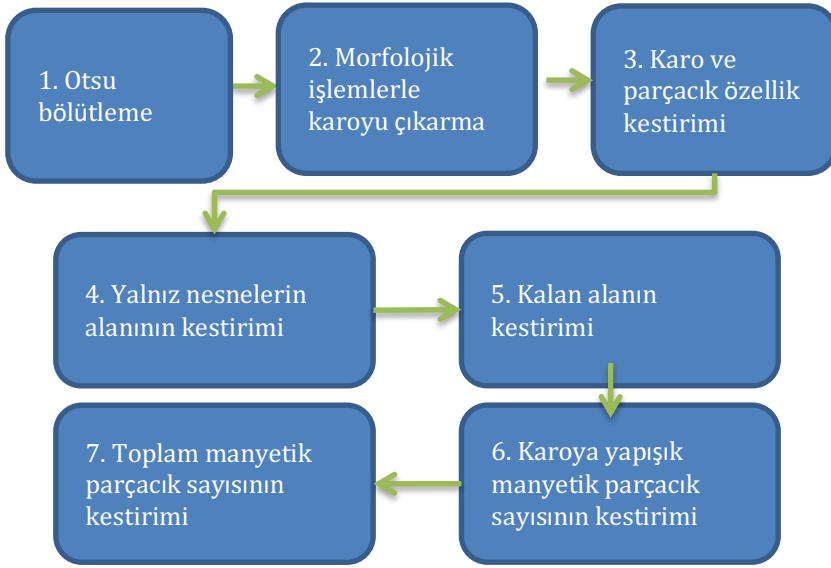 1. Otsu
bölütleme
2. Morfolojik
işlemlerle
karoyu çıkarma
3. Karo ve
parçacık özellik
kestirimi
4. Yalnız nesnelerin
alanının kestirimi
5. Kalan alanın
kestirimi
6. Karoya yapışık
manyetik parçacık
sayısının kestirimi
7. Toplam manyetik
parçacık sayısının
kestirimi